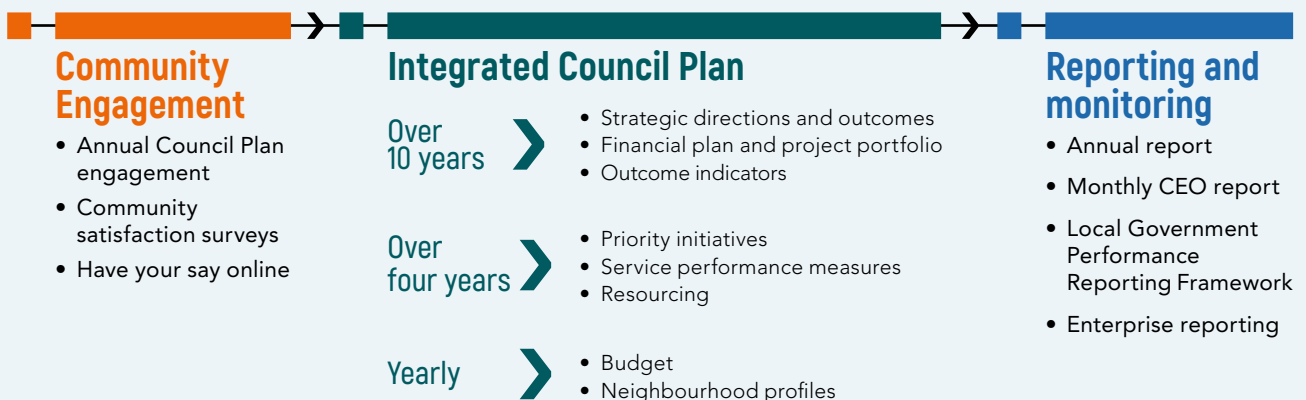 Community
Engagement
• Annual Council Plan
engagement
• Community
satisfaction surveys
• Have your say online
Integrated Council Plan
Over
10 years
• Strategic directions and outcomes
• Financial plan and project portfolio
• Outcome indicators
Over
four years
• Priority initiatives
• Service performance measures
• Resourcing
Yearly
• Budget
• Neighbourhood profiles
Reporting and
monitoring
• Annual report
• Monthly CEO report
• Local Government
Performance
Reporting Framework
• Enterprise reporting